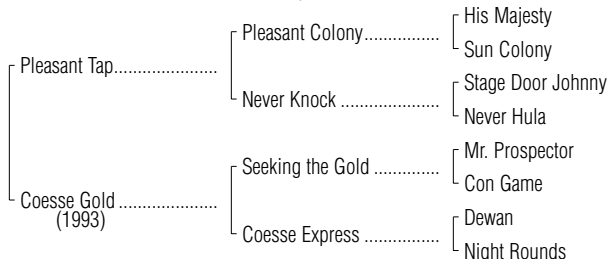 His Majesty
Pleasant Colony................
Sun Colony
Pleasant Tap......................
Stage Door Johnny
Never Knock .....................
Never Hula
Mr. Prospector
Seeking the Gold ..............
Con Game
Coesse Gold .....................
(1993)
Dewan
Coesse Express ................
Night Rounds